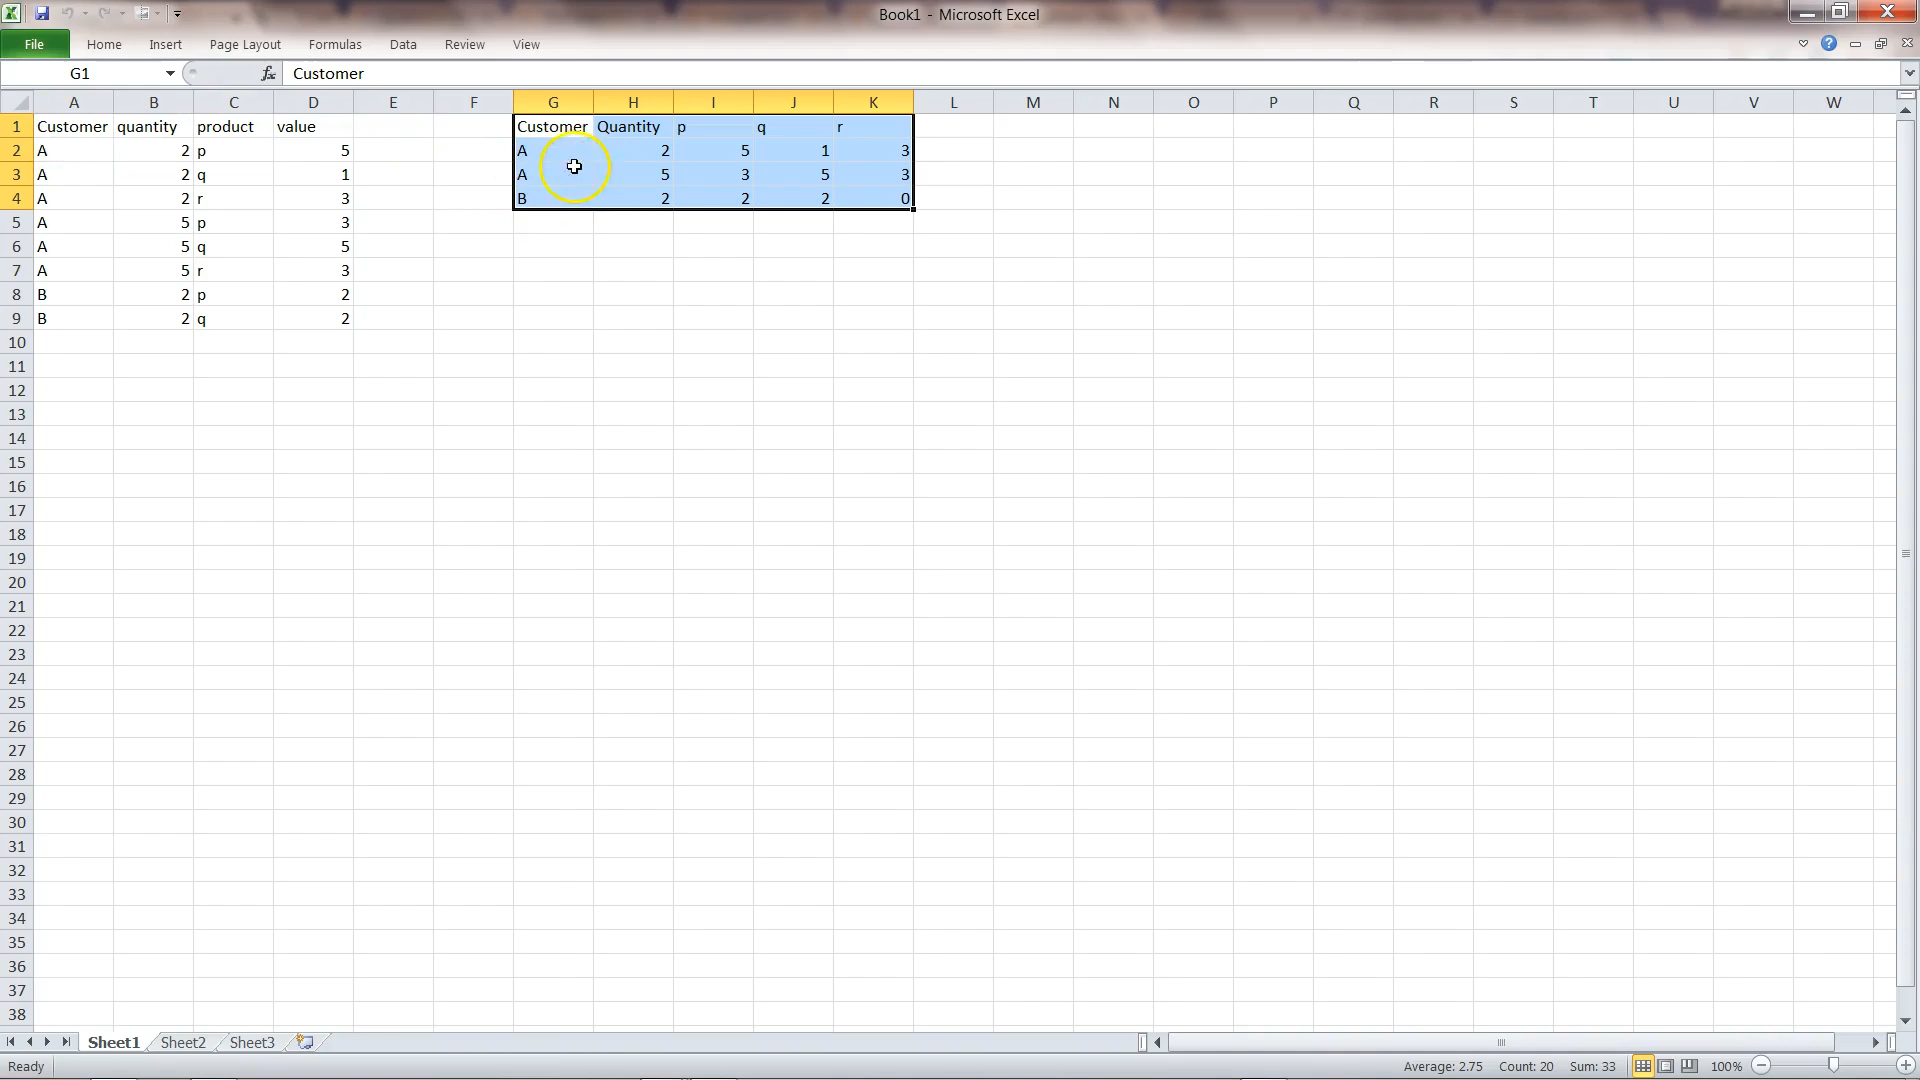 Book1 - Microsoft Excel
File Home Insert Page Layout Formulas Data Review View
G1 fx Customer
A B C D E F G H I J K L M N O P Q R S T U V W
1 Customer quantity product value Customer Quantity p q r
2 A 2 p 5 A 2 5 1 3
3 A 2 q 1 A 5 3 5 3
4 A 2 r 3 B 2 2 2 0
5 A 5 p 3
6 A 5 q 5
7 A 5 r 3
8 B 2 p 2
9 B 2 q 2
10
11
12
13
14
15
16
17
18
19
20
21
22
23
24
25
26
27
28
29
30
31
32
33
34
35
36
37
38
Sheet1 Sheet2 Sheet3
Ready Average: 2.75 Count: 20 Sum: 33 100%